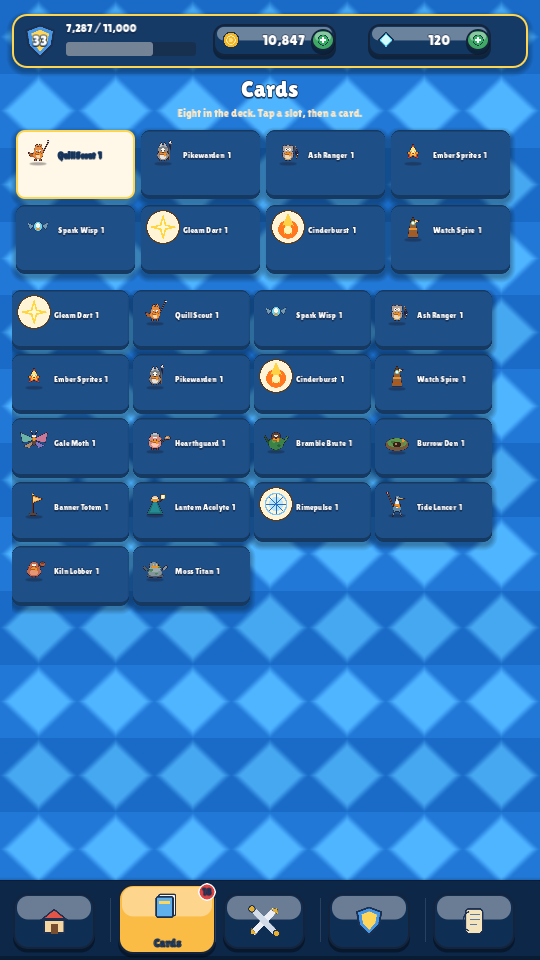 33
7,287 / 11,000
10,847
120
Cards
Eight in the deck. Tap a slot, then a card.
Quill Scout 1
Pikewarden 1
Ash Ranger 1
Ember Sprites 1
Spark Wisp 1
Gleam Dart 1
Cinderburst 1
Watch Spire 1
Gleam Dart 1
Quill Scout 1
Spark Wisp 1
Ash Ranger 1
Ember Sprites 1
Pikewarden 1
Cinderburst 1
Watch Spire 1
Gale Moth 1
Hearthguard 1
Bramble Brute 1
Burrow Den 1
Banner Totem 1
Lantern Acolyte 1
Rimepulse 1
Tide Lancer 1
Kiln Lobber 1
Moss Titan 1
Cards